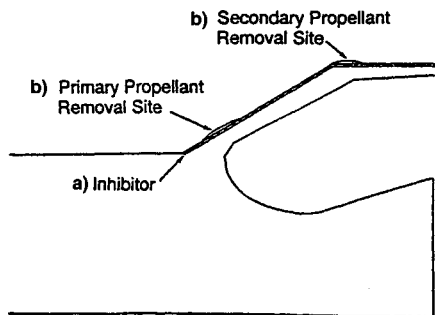 b) Secondary Propellant
Removal Site
b) Primary Propellant
Removal Site
a) Inhibitor